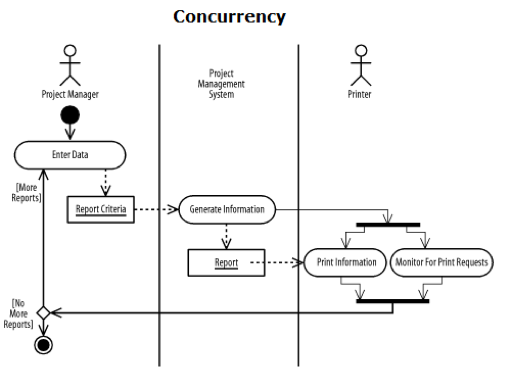 Concurrency
Project Manager
Project
Management
System
Printer
Enter Data
[More
Reports]
Report Criteria
Generate Information
Report
Print Information
Monitor For Print Requests
[No
More
Reports]